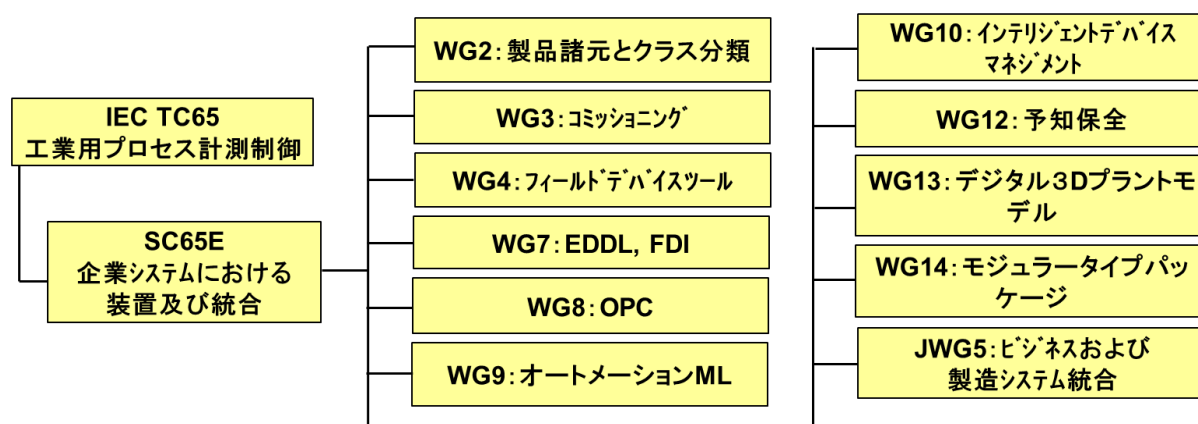 IEC TC65
工業用プロセス計測制御
SC65E
企業ｼｽﾃﾑにおける
装置及び統合
WG2：製品諸元とクラス分類
WG3：ｺﾐｯｼｮﾆﾝｸﾞ
WG4：ﾌｨｰﾙﾄﾞﾃﾞﾊﾞｲｽﾂｰﾙ
WG7：EDDL, FDI
WG8：OPC
WG9：オートメーションML
WG10：ｲﾝﾃﾘｼﾞｪﾝﾄﾃﾞﾊﾞｲｽ
ﾏﾈｼﾞﾒﾝﾄ
WG12：予知保全
WG13：デジタル３Dプラントモ
デル
WG14：モジュラータイプパッ
ケージ
JWG5：ﾋﾞｼﾞﾈｽおよび
製造ｼｽﾃﾑ統合